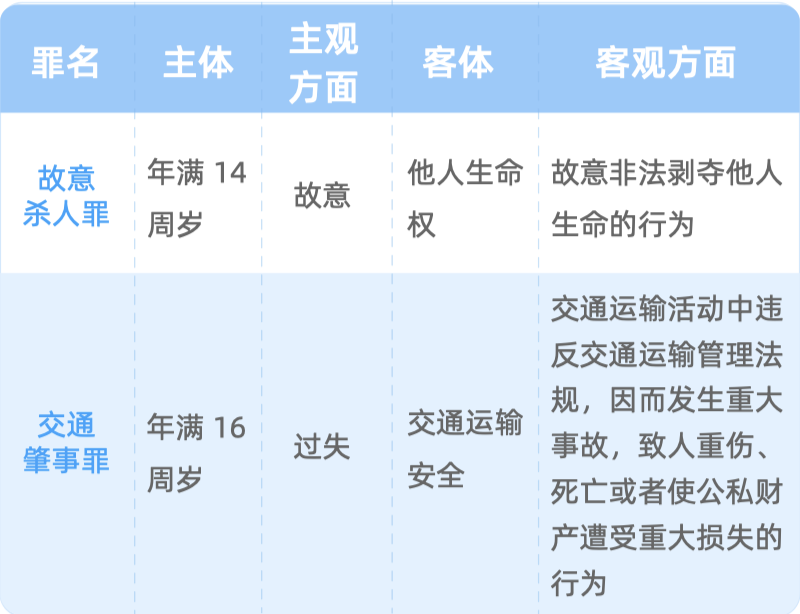 罪名
主体
主观
方面
客体
客观方面
故意
杀人罪
年满 14
周岁
故意
他人生命
权
故意非法剥夺他人
生命的行为
交通
肇事罪
年满 16
周岁
过失
交通运输
安全
交通运输活动中违
反交通运输管理法
规，因而发生重大
事故，致人重伤、
死亡或者使公私财
产遭受重大损失的
行为